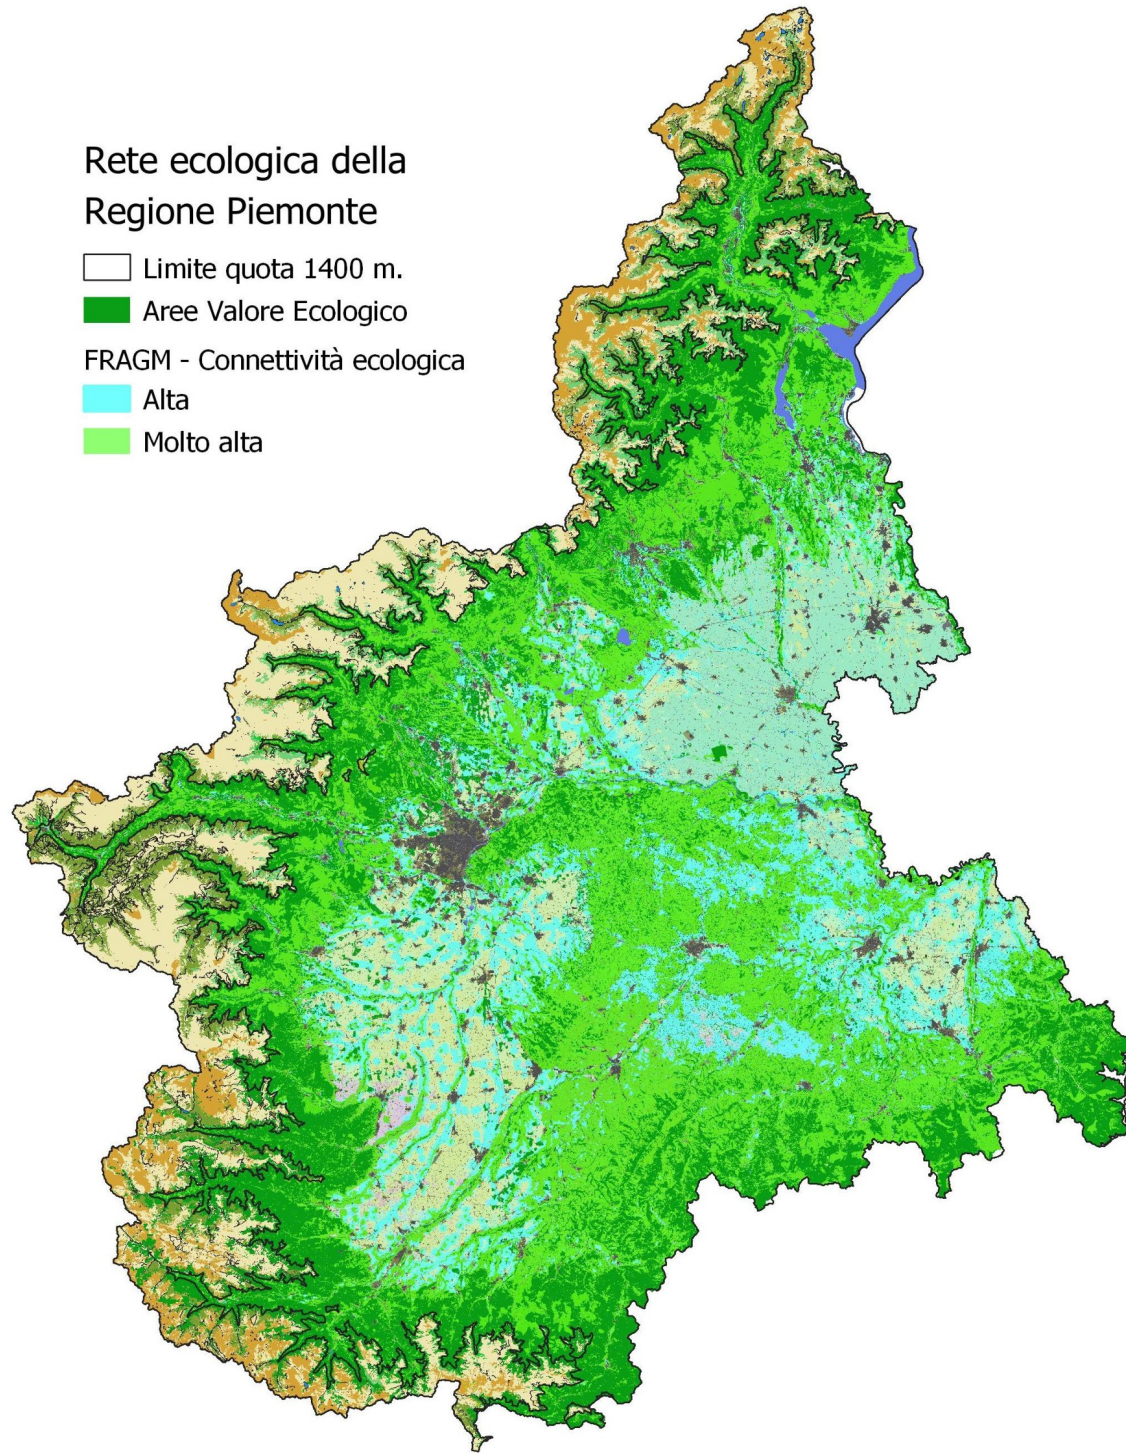 Rete ecologica della
Regione Piemonte
Limite quota 1400 m.
Aree Valore Ecologico
FRAGM - Connettività ecologica
Alta
Molto alta